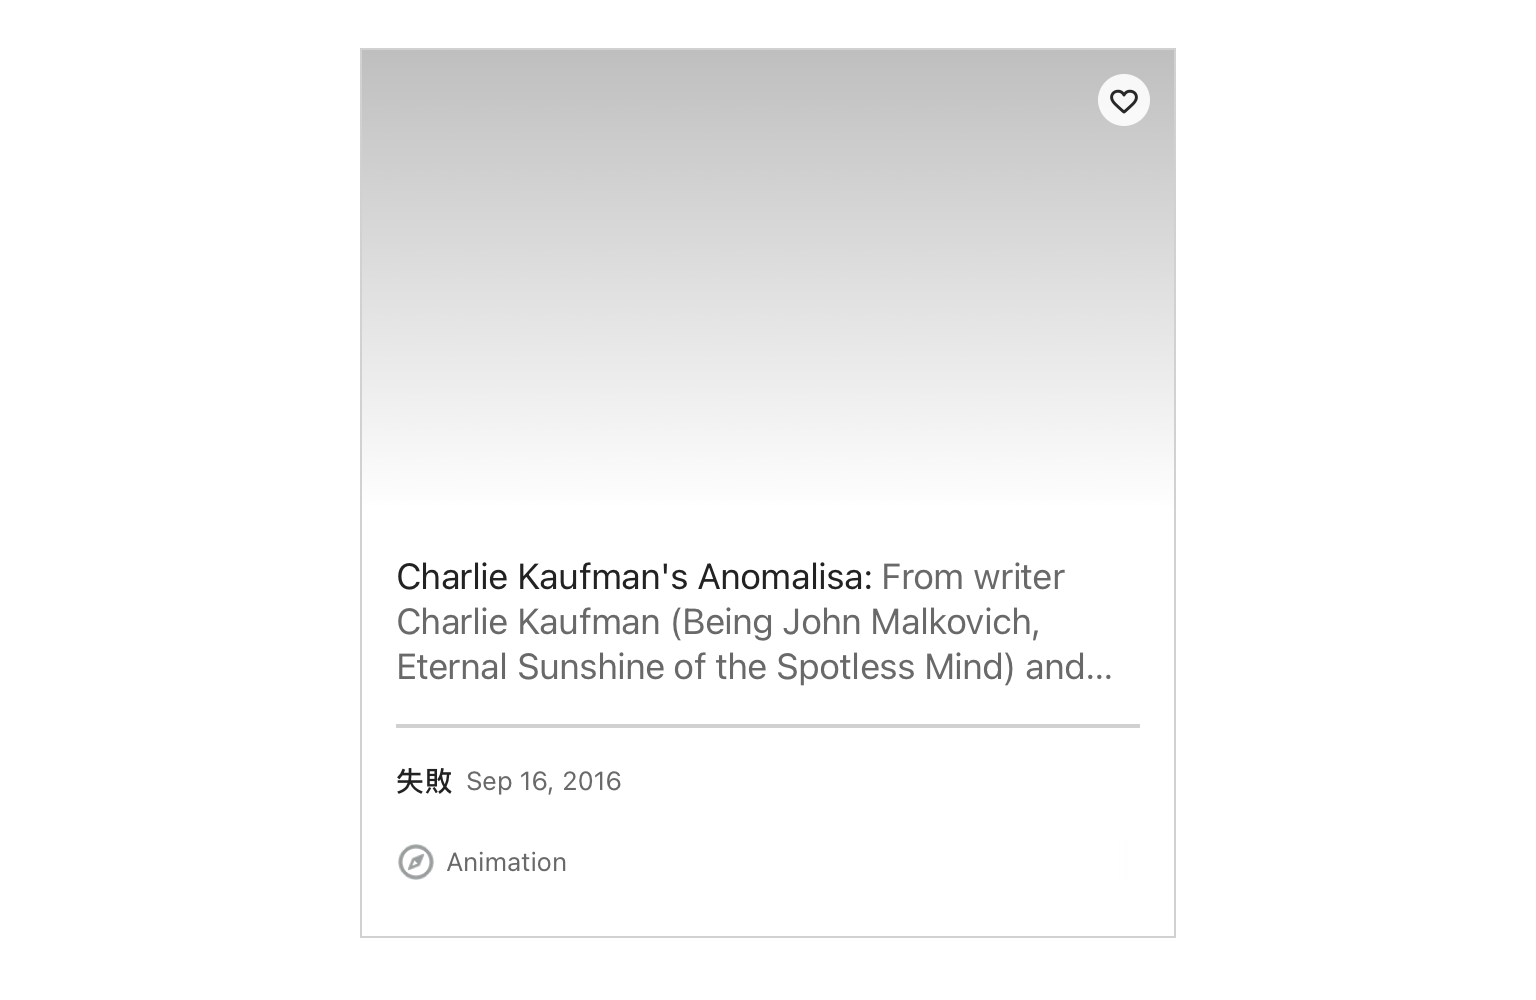 Charlie Kaufman's Anomalisa: From writer
Charlie Kaufman (Being John Malkovich,
Eternal Sunshine of the Spotless Mind) and...
失敗 Sep 16, 2016
Animation